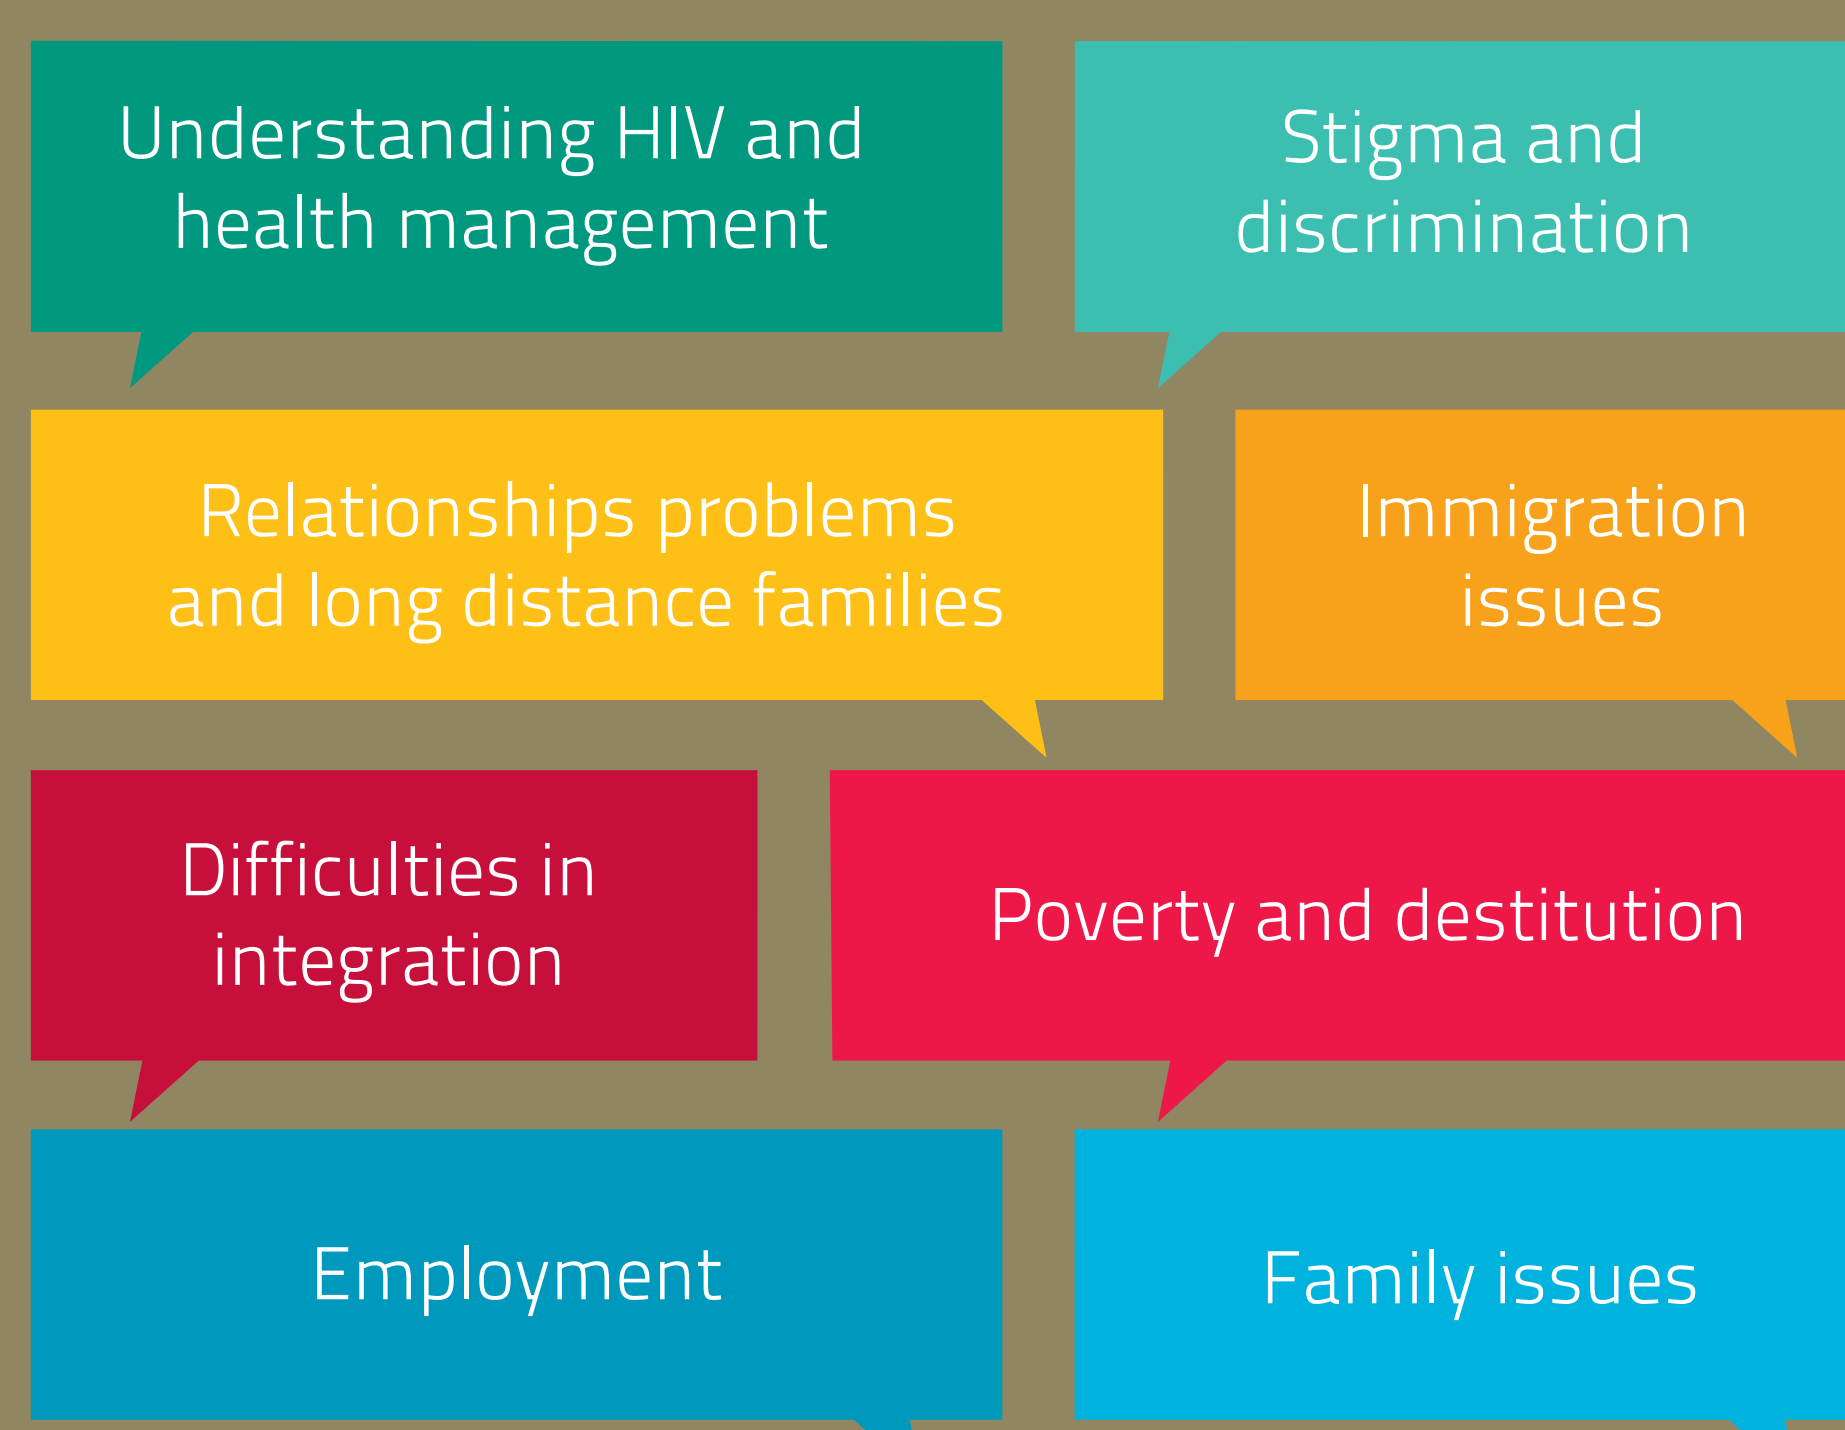 Understanding HIV and
health management
Stigma and
discrimination
Relationships problems
and long distance families
Immigration
issues
Difficulties in
integration
Poverty and destitution
Employment
Family issues